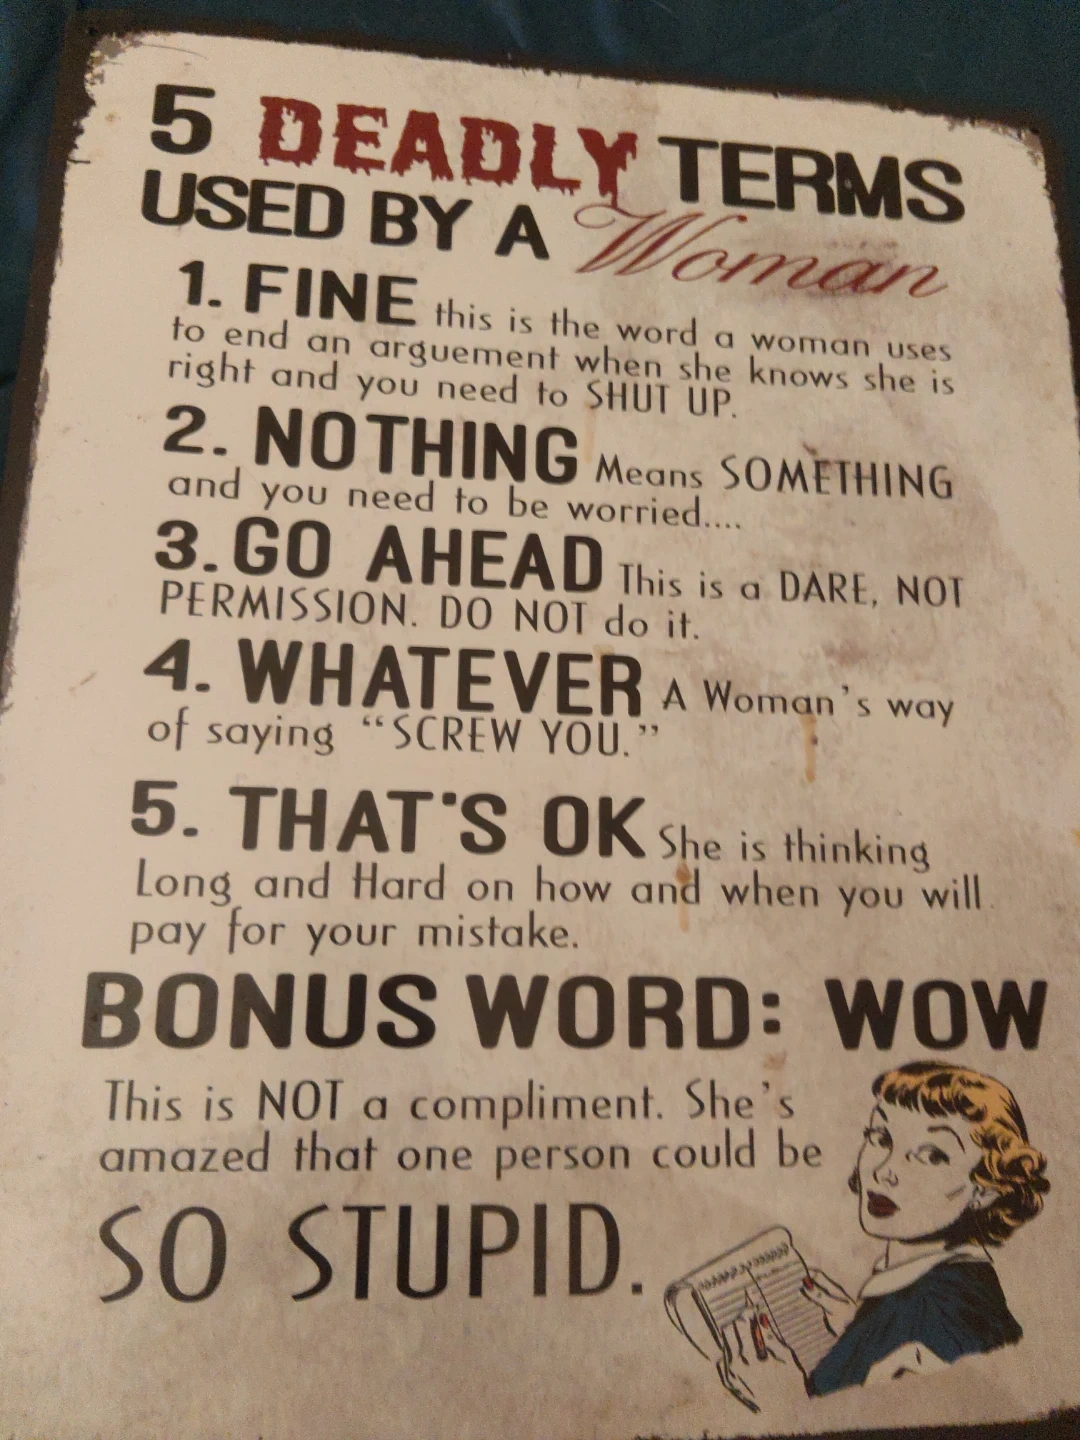 5 DEADLY TERMS
USED BY A Woman
1. FINE this is the word a woman uses
to end an arguement when she knows she is
right and you need to SHUT UP.
2. NOTHING Means SOMETHING
and you need to be worried....
3. GO AHEAD This is a DARE, NOT
PERMISSION. DO NOT do it.
4. WHATEVER A Woman's way
of saying "SCREW YOU."
5. THAT'S OK She is thinking
Long and Hard on how and when you will
pay for your mistake.
BONUS WORD: WOW
This is NOT a compliment. She's
amazed that one person could be
SO STUPID.